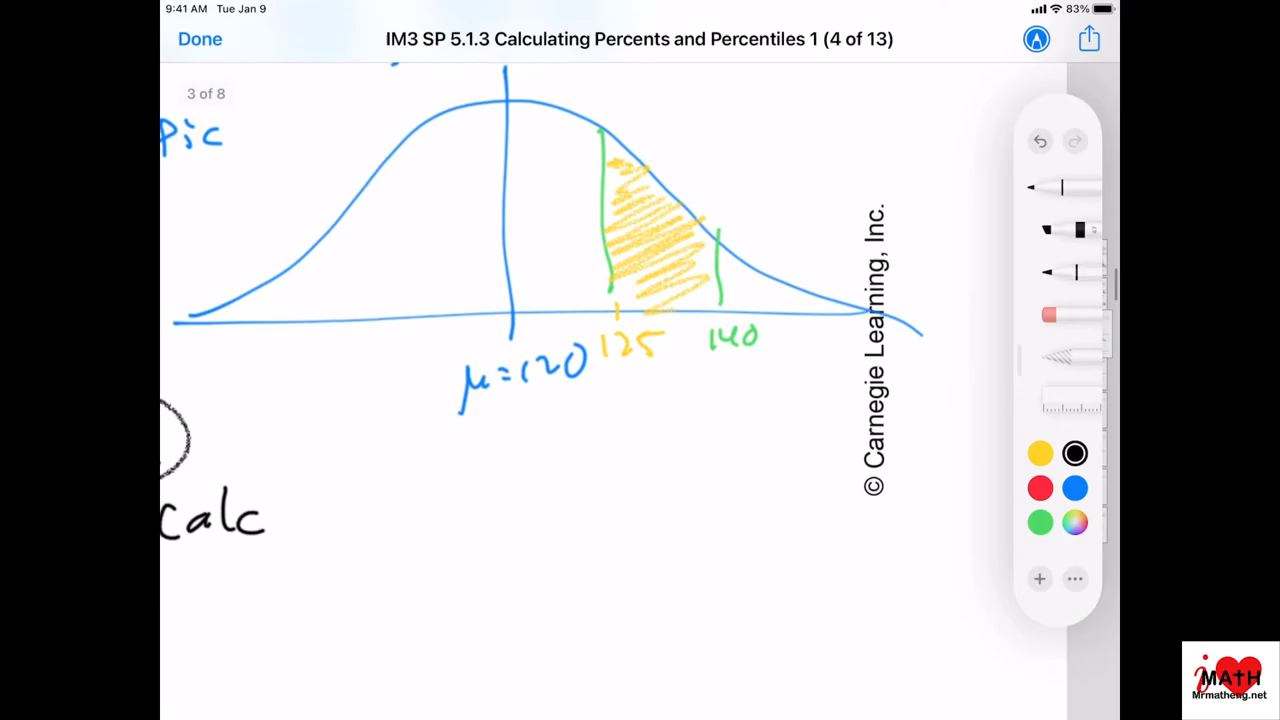 9:41 AM Tue Jan 9
83%
Done
IM3 SP 5.1.3 Calculating Percents and Percentiles 1 (4 of 13)
3 of 8
Pic
125
140
μ=120
© Carnegie Learning, Inc.
calc
i
MATH
Mrmatheng.net